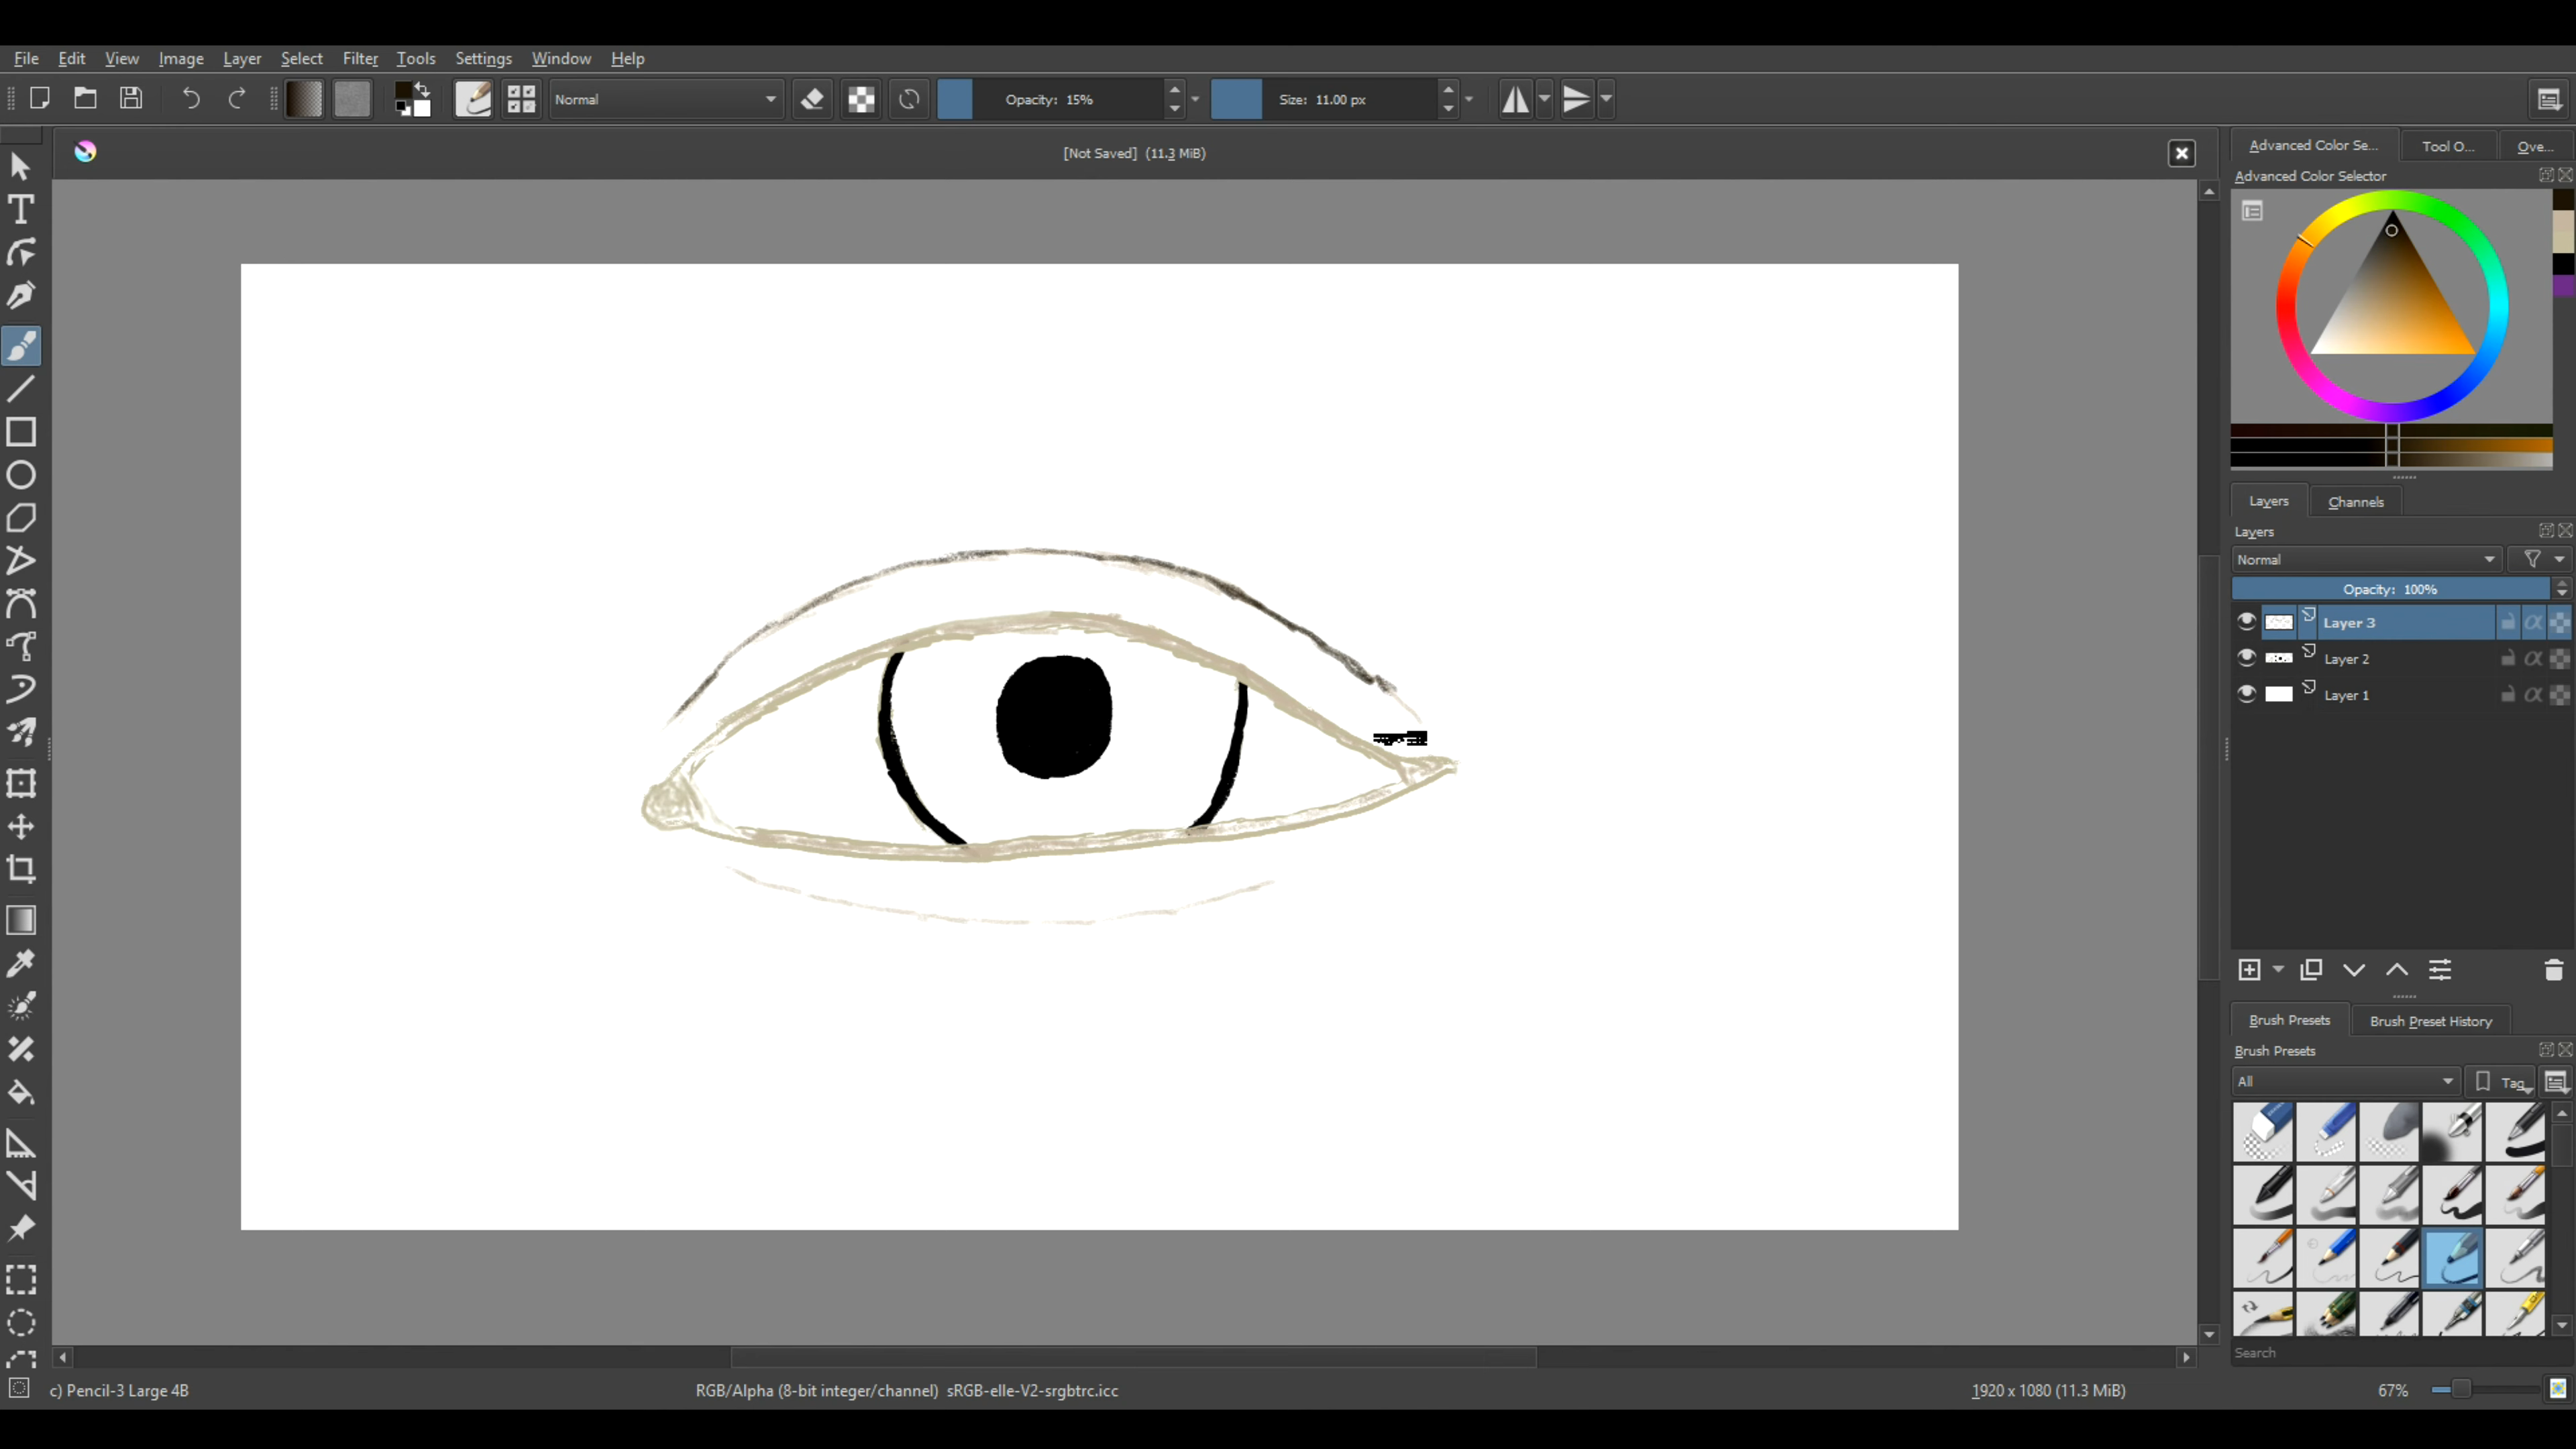 File Edit View Image Layer Select Filter Tools Settings Window Help
Normal Opacity: 15% Size: 11.00 px
[Not Saved] (11.3 MiB)
Advanced Color Se... Tool O... Ove...
Advanced Color Selector
Layers Channels
Layers
Normal
Opacity: 100%
Layer 3
Layer 2
Layer 1
Brush Presets Brush Preset History
Brush Presets
All Tag
Search
c) Pencil-3 Large 4B RGB/Alpha (8-bit integer/channel) sRGB-elle-V2-srgbtrc.icc 1920 x 1080 (11.3 MiB) 67%